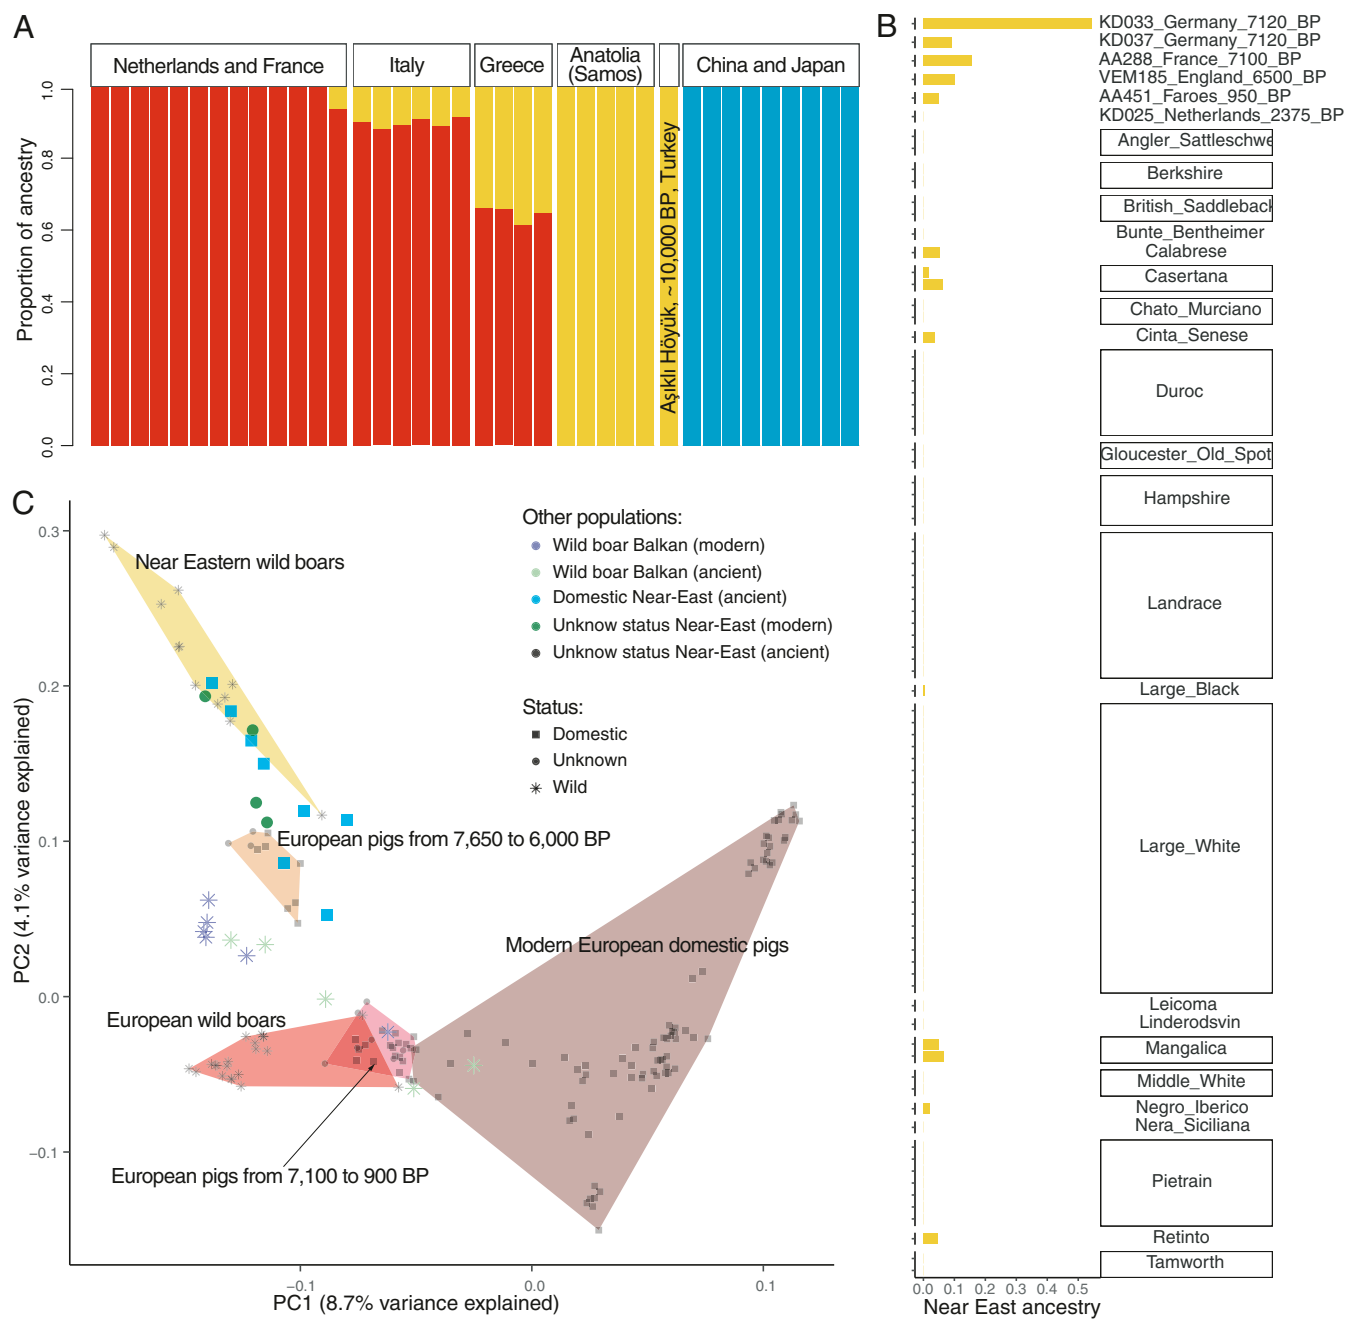 A
Netherlands and France
Italy
Greece
Anatolia
(Samos)
China and Japan
Proportion of ancestry
1.0
0.8
0.6
0.4
0.2
0.0
Aşıklı Höyük, ~10,000 BP, Turkey
B
KD033_Germany_7120_BP
KD037_Germany_7120_BP
AA288_France_7100_BP
VEM185_England_6500_BP
AA451_Faroes_950_BP
KD025_Netherlands_2375_BP
Angler_Sattleschwe
Berkshire
British_Saddleback
Bunte_Bentheimer
Calabrese
Casertana
Chato_Murciano
Cinta_Senese
Duroc
Gloucester_Old_Spot
Hampshire
Landrace
Large_Black
Large_White
Leicoma
Linderodsvin
Mangalica
Middle_White
Negro_Iberico
Nera_Siciliana
Pietrain
Retinto
Tamworth
0.0 0.1 0.2 0.3 0.4 0.5
Near East ancestry
C
Other populations:
Wild boar Balkan (modern)
Wild boar Balkan (ancient)
Domestic Near-East (ancient)
Unknow status Near-East (modern)
Unknow status Near-East (ancient)
Status:
Domestic
Unknown
Wild
Near Eastern wild boars
European pigs from 7,650 to 6,000 BP
Modern European domestic pigs
European wild boars
European pigs from 7,100 to 900 BP
PC2 (4.1% variance explained)
0.3
0.2
0.1
0.0
−0.1
−0.1 0.0 0.1
PC1 (8.7% variance explained)